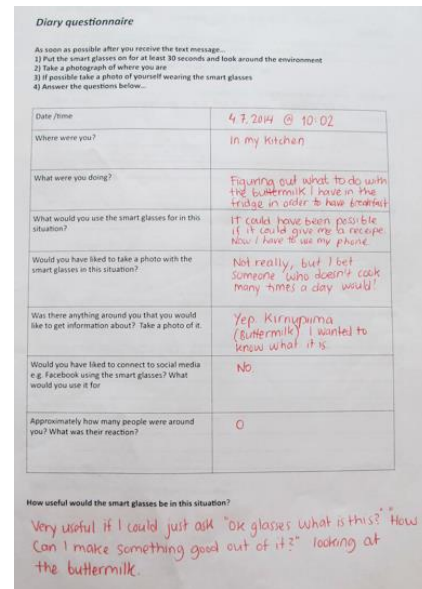 Diary questionnaire
As soon as possible after you receive the text message...
1) Put the smart glasses on for at least 30 seconds and look around the environment
2) Take a photograph of where you are
3) If possible take a photo of yourself wearing the smart glasses
4) Answer the questions below...
Date /time
4.7.2014 @ 10:02
Where were you?
In my kitchen
What were you doing?
Figuring out what to do with
the buttermilk I have in the
fridge in order to have breakfast
What would you use the smart glasses for in this
situation?
It could have been possible
if it could give me a receipe.
Now I have to use my phone
Would you have liked to take a photo with the
smart glasses in this situation?
Not really, but I bet
someone who doesn't cook
many times a day would!
Was there anything around you that you would
like to get information about? Take a photo of it.
Yep. Kirnupiimä
(Buttermilk) I wanted to
know what it is.
Would you have liked to connect to social media
e.g. Facebook using the smart glasses? What
would you use it for
No
Approximately how many people were around
you? What was their reaction?
0
How useful would the smart glasses be in this situation?
Very useful if I could just ask "Ok glasses what is this?" "How
can I make something good out of it?" looking at
the buttermilk.